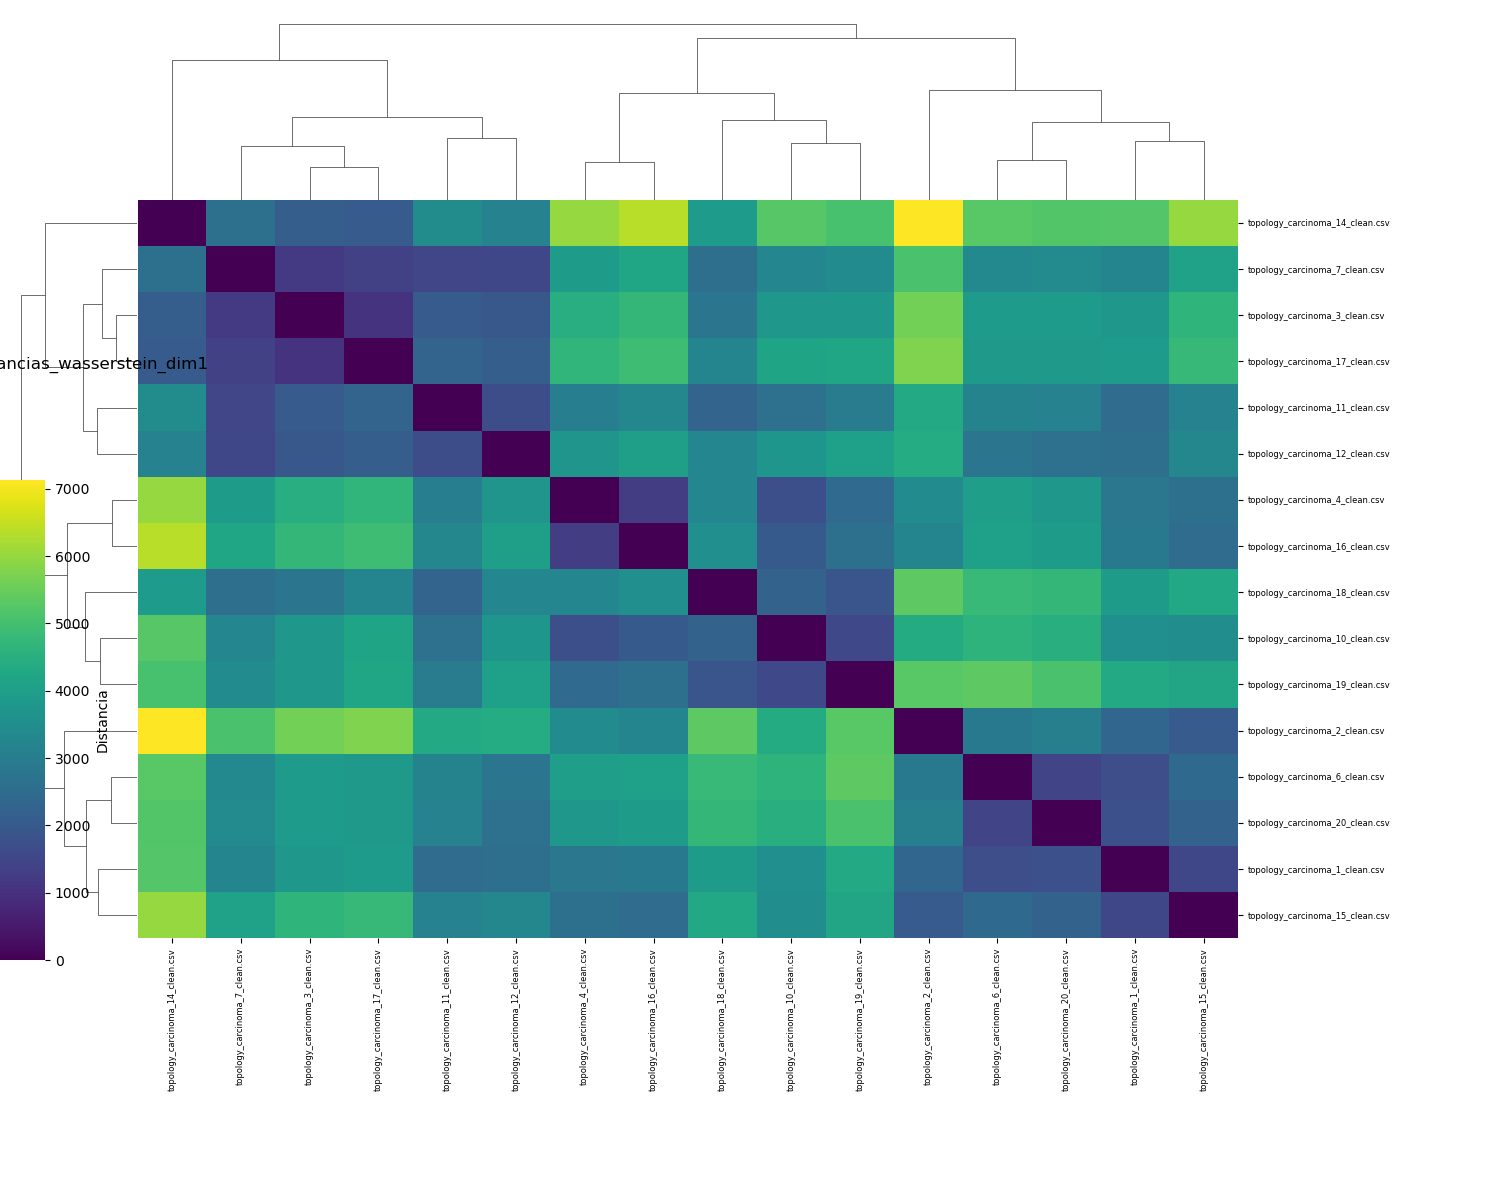 topology_carcinoma_14_clean.csv
topology_carcinoma_7_clean.csv
topology_carcinoma_3_clean.csv
ancias_wasserstein_dim1
topology_carcinoma_17_clean.csv
topology_carcinoma_11_clean.csv
topology_carcinoma_12_clean.csv
7000
topology_carcinoma_4_clean.csv
6000
topology_carcinoma_16_clean.csv
topology_carcinoma_18_clean.csv
5000
topology_carcinoma_10_clean.csv
4000
topology_carcinoma_19_clean.csv
Distancia
topology_carcinoma_2_clean.csv
3000
topology_carcinoma_6_clean.csv
2000
topology_carcinoma_20_clean.csv
1000
topology_carcinoma_1_clean.csv
topology_carcinoma_15_clean.csv
0
topology_carcinoma_14_clean.csv
topology_carcinoma_7_clean.csv
topology_carcinoma_3_clean.csv
topology_carcinoma_17_clean.csv
topology_carcinoma_11_clean.csv
topology_carcinoma_12_clean.csv
topology_carcinoma_4_clean.csv
topology_carcinoma_16_clean.csv
topology_carcinoma_18_clean.csv
topology_carcinoma_10_clean.csv
topology_carcinoma_19_clean.csv
topology_carcinoma_2_clean.csv
topology_carcinoma_6_clean.csv
topology_carcinoma_20_clean.csv
topology_carcinoma_1_clean.csv
topology_carcinoma_15_clean.csv